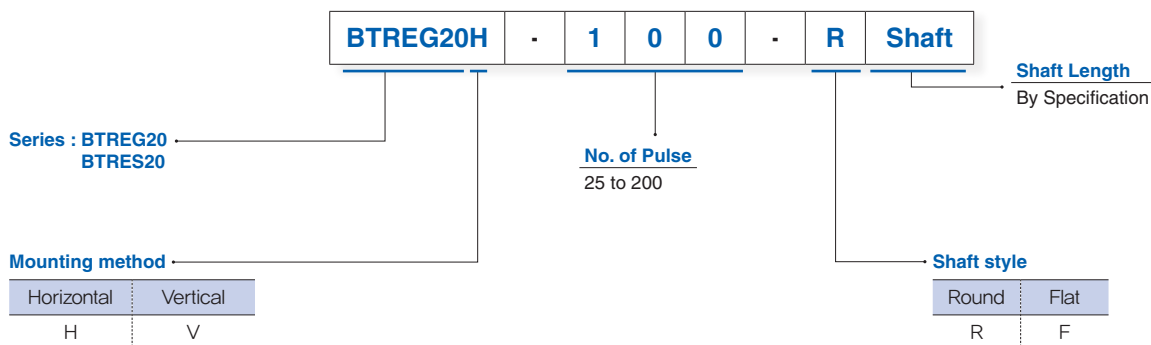 BTREG20H - 1 0 0 - R Shaft
Shaft Length
By Specification
Series : BTREG20
BTRES20
No. of Pulse
25 to 200
Mounting method
Horizontal Vertical
H V
Shaft style
Round Flat
R F